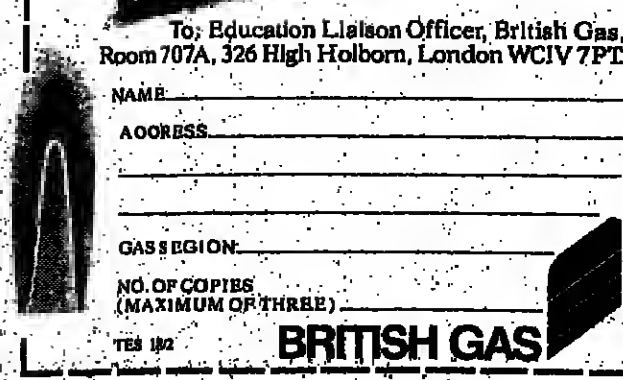 To; Education Liaison Officer, British Gas,
Room 707A, 326 High Holborn, London WC1V 7PT
NAME
ADDRESS
GAS REGION
NO. OF COPIES
(MAXIMUM OF THREE)
TES 18/2
BRITISH GAS